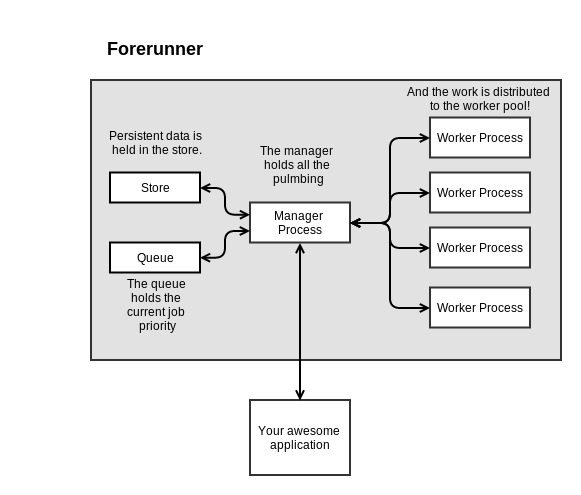 Forerunner
And the work is distributed
to the worker pool!
Persistent data is
held in the store.
The manager
holds all the
pulmbing
Worker Process
Store
Worker Process
Manager
Process
Queue
Worker Process
The queue
holds the
current job
priority
Worker Process
Your awesome
application